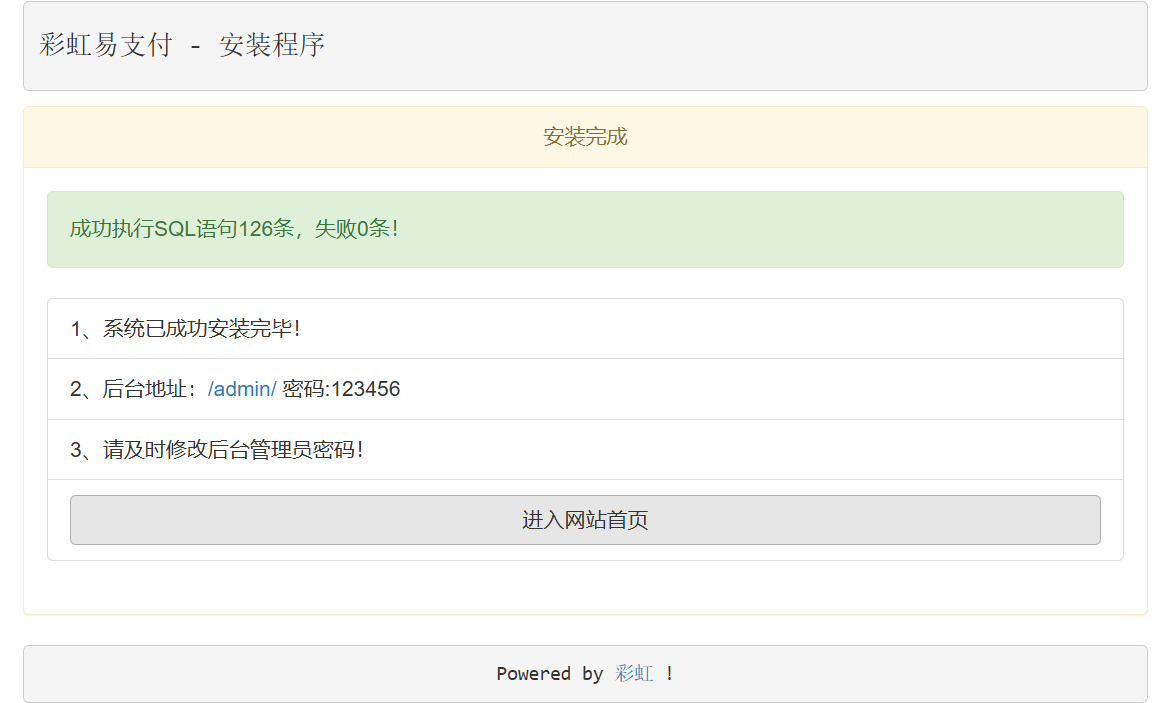 彩虹易支付 - 安装程序
安装完成
成功执行SQL语句126条，失败0条！
1、系统已成功安装完毕！
2、后台地址：/admin/ 密码:123456
3、请及时修改后台管理员密码！
进入网站首页
Powered by 彩虹 !